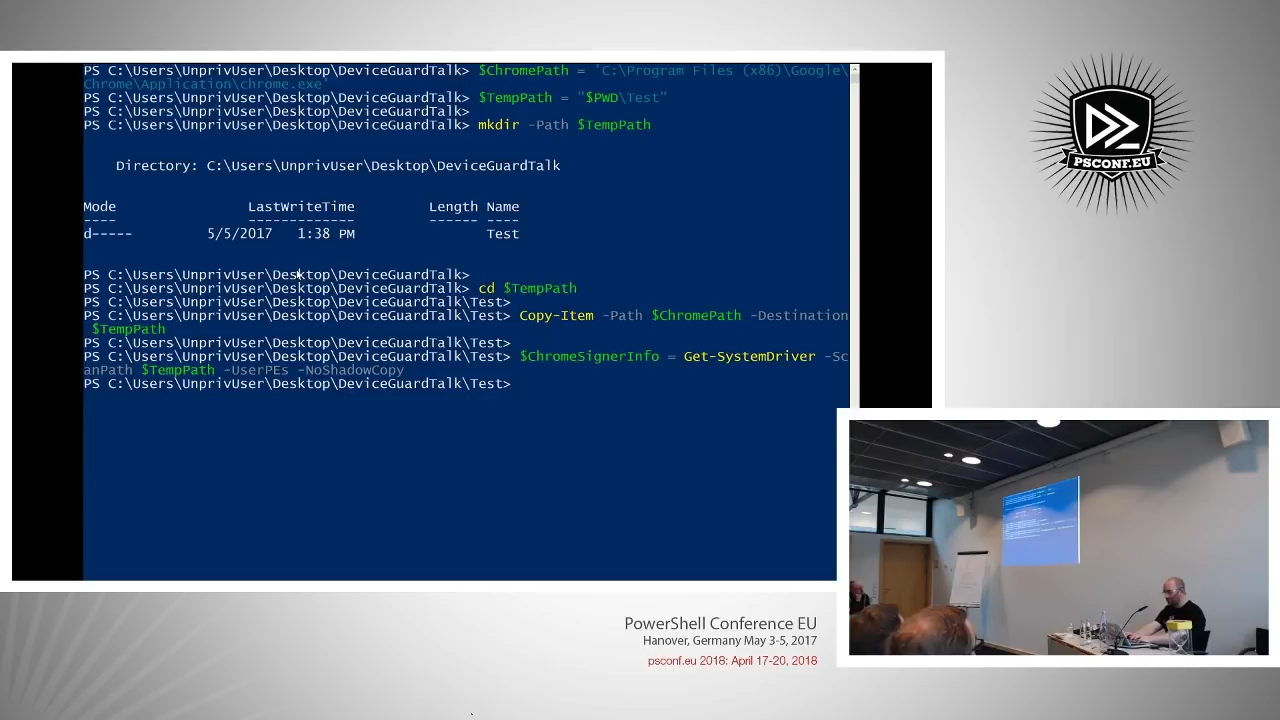 PS C:\Users\UnprivUser\Desktop\DeviceGuardTalk> $ChromePath = 'C:\Program Files (x86)\Google\
Chrome\Application\chrome.exe'
PS C:\Users\UnprivUser\Desktop\DeviceGuardTalk> $TempPath = "$PWD\Test"
PS C:\Users\UnprivUser\Desktop\DeviceGuardTalk>
PS C:\Users\UnprivUser\Desktop\DeviceGuardTalk> mkdir -Path $TempPath
Directory: C:\Users\UnprivUser\Desktop\DeviceGuardTalk
Mode LastWriteTime Length Name
---- ------------- ------ ----
d----- 5/5/2017 1:38 PM Test
PS C:\Users\UnprivUser\Desktop\DeviceGuardTalk>
PS C:\Users\UnprivUser\Desktop\DeviceGuardTalk> cd $TempPath
PS C:\Users\UnprivUser\Desktop\DeviceGuardTalk\Test>
PS C:\Users\UnprivUser\Desktop\DeviceGuardTalk\Test> Copy-Item -Path $ChromePath -Destination
$TempPath
PS C:\Users\UnprivUser\Desktop\DeviceGuardTalk\Test>
PS C:\Users\UnprivUser\Desktop\DeviceGuardTalk\Test> $ChromeSignerInfo = Get-SystemDriver -Sc
anPath $TempPath -UserPEs -NoShadowCopy
PS C:\Users\UnprivUser\Desktop\DeviceGuardTalk\Test>
PSCONF.EU
PowerShell Conference EU
Hanover, Germany May 3-5, 2017
psconf.eu 2018: April 17-20, 2018